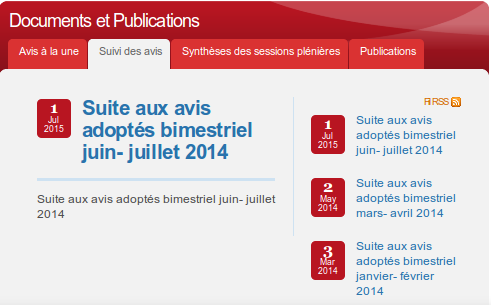 Documents et Publications
Avis à la une
Suivi des avis
Synthèses des sessions plénières
Publications
1
Jul
2015
Suite aux avis
adoptés bimestriel
juin- juillet 2014
Suite aux avis adoptés bimestriel juin- juillet
2014
RSS
1
Jul
2015
Suite aux avis
adoptés bimestriel
juin- juillet 2014
2
May
2014
Suite aux avis
adoptés bimestriel
mars- avril 2014
3
Mar
2014
Suite aux avis
adoptés bimestriel
janvier- février
2014